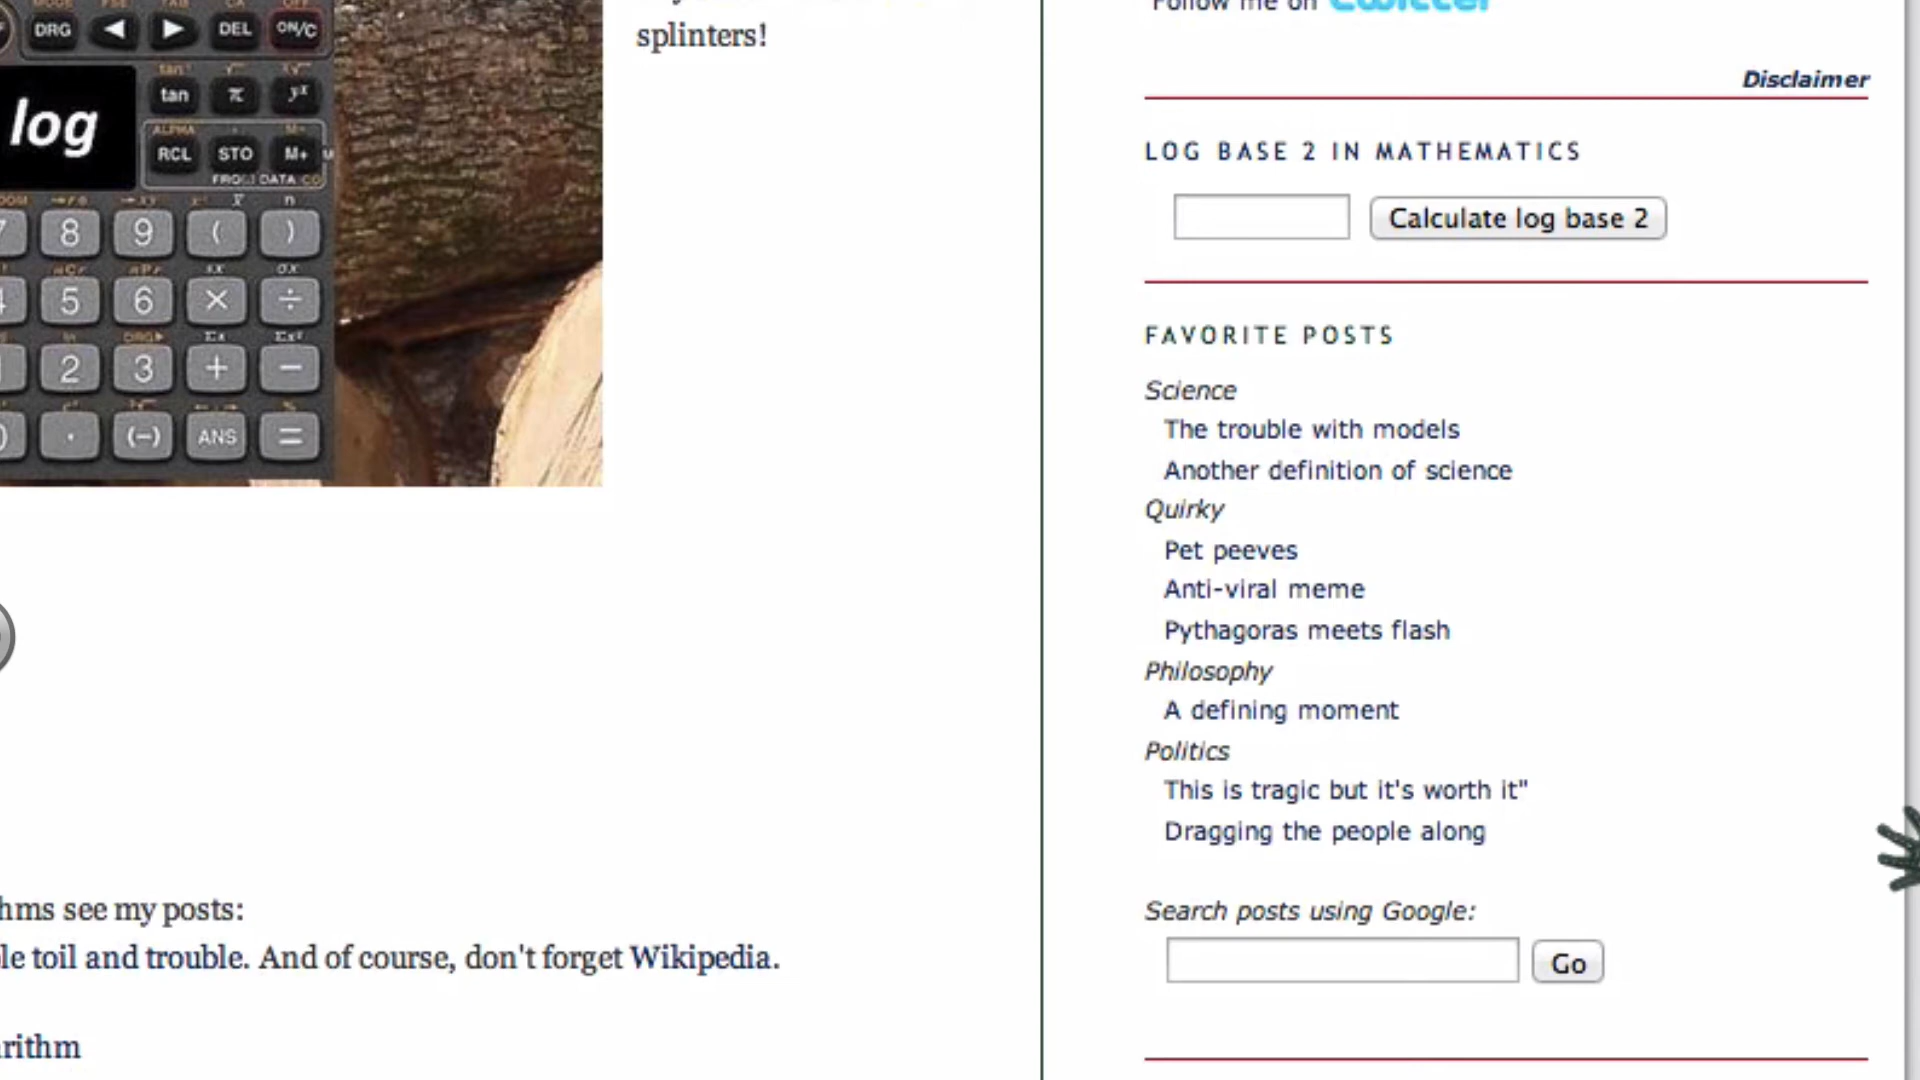 Follow me on twitter
splinters!
Disclaimer
LOG BASE 2 IN MATHEMATICS
Calculate log base 2
FAVORITE POSTS
Science
The trouble with models
Another definition of science
Quirky
Pet peeves
Anti-viral meme
Pythagoras meets flash
Philosophy
A defining moment
Politics
This is tragic but it's worth it"
Dragging the people along
Search posts using Google:
Go
DRG ◀ ▶ DEL ON/C
log
tan π yˣ
ALPHA
RCL STO M+
8 9 ( )
5 6 × ÷
2 3 + −
· (−) ANS =
see my posts:
toil and trouble. And of course, don't forget Wikipedia.